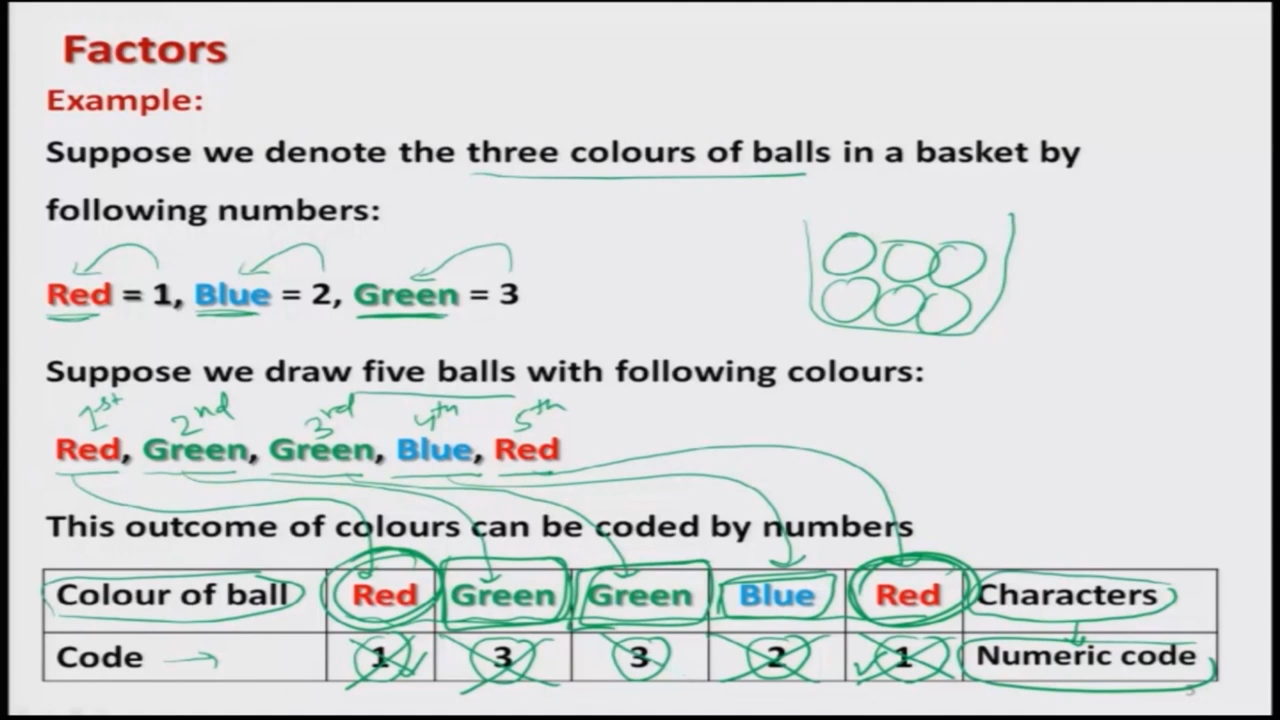 Factors
Example:
Suppose we denote the three colours of balls in a basket by
following numbers:
Red = 1, Blue = 2, Green = 3
Suppose we draw five balls with following colours:
1st 2nd 3rd 4th 5th
Red, Green, Green, Blue, Red
This outcome of colours can be coded by numbers
Colour of ball Red Green Green Blue Red Characters
Code 1 3 3 2 1 Numeric code